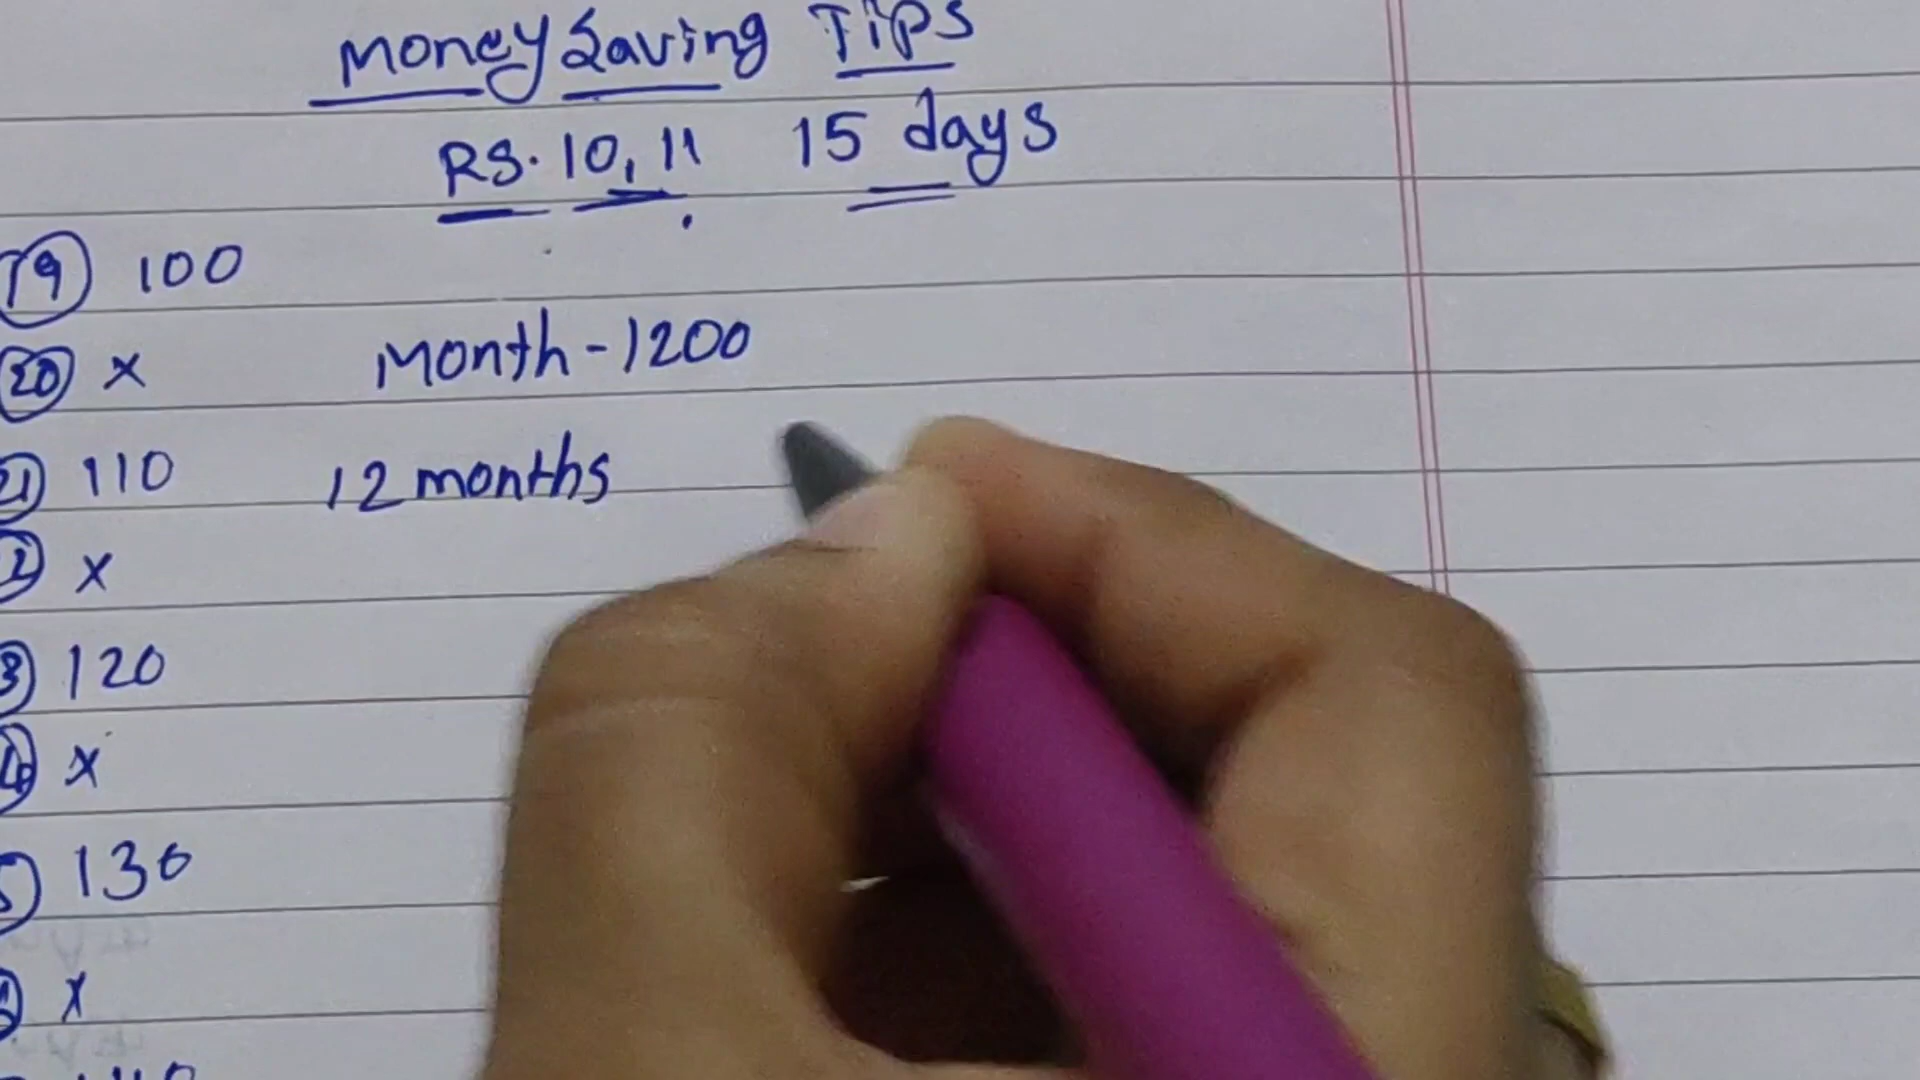 Money Saving Tips
RS. 10, 11 15 days
19 100
20 x
Month - 1200
21 110
12 months
x
120
x
130
x